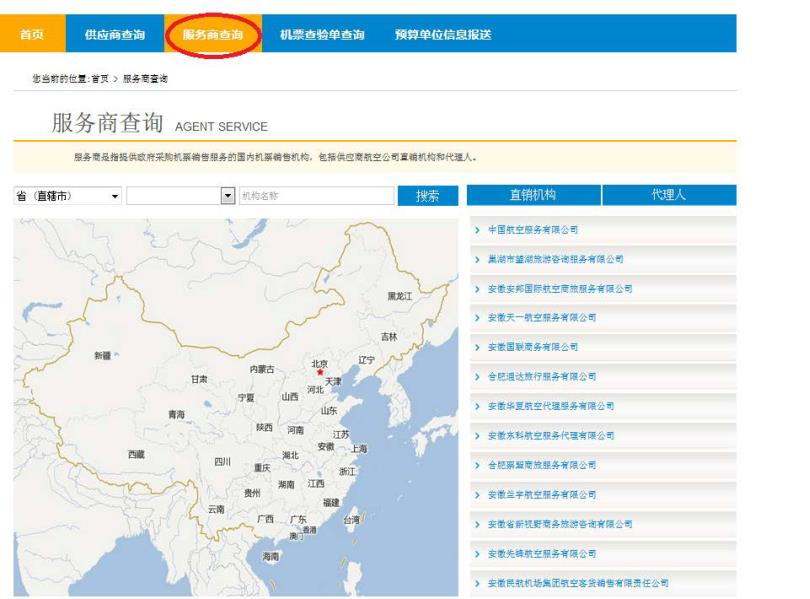 首页 供应商查询 服务商查询 机票查验单查询 预算单位信息报送
您当前的位置:首页 > 服务商查询
服务商查询 AGENT SERVICE
服务商是指提供政府采购机票销售服务的国内机票销售机构，包括供应商航空公司直销机构和代理人。
省（直辖市） 机构名称 搜索
直销机构 代理人
中国航空服务有限公司
巢湖市望湖旅游咨询服务有限公司
安徽安邦国际航空商旅服务有限公司
安徽天一航空服务有限公司
安徽国联商务有限公司
合肥通达旅行服务有限公司
安徽华夏航空代理服务有限公司
安徽东科航空服务代理有限公司
合肥票盟商旅服务有限公司
安徽兰宇航空服务有限公司
安徽省新视野商务旅游咨询有限公司
安徽先锋航空服务有限公司
安徽民航机场集团航空客货销售有限责任公司
黑龙江
吉林
辽宁
新疆
北京
内蒙古
甘肃
天津
河北
宁夏
山西
山东
青海
陕西
河南
江苏
安徽
上海
西藏
湖北
四川
重庆
浙江
湖南
江西
贵州
福建
云南
广西
广东
台湾
香港
澳门
海南